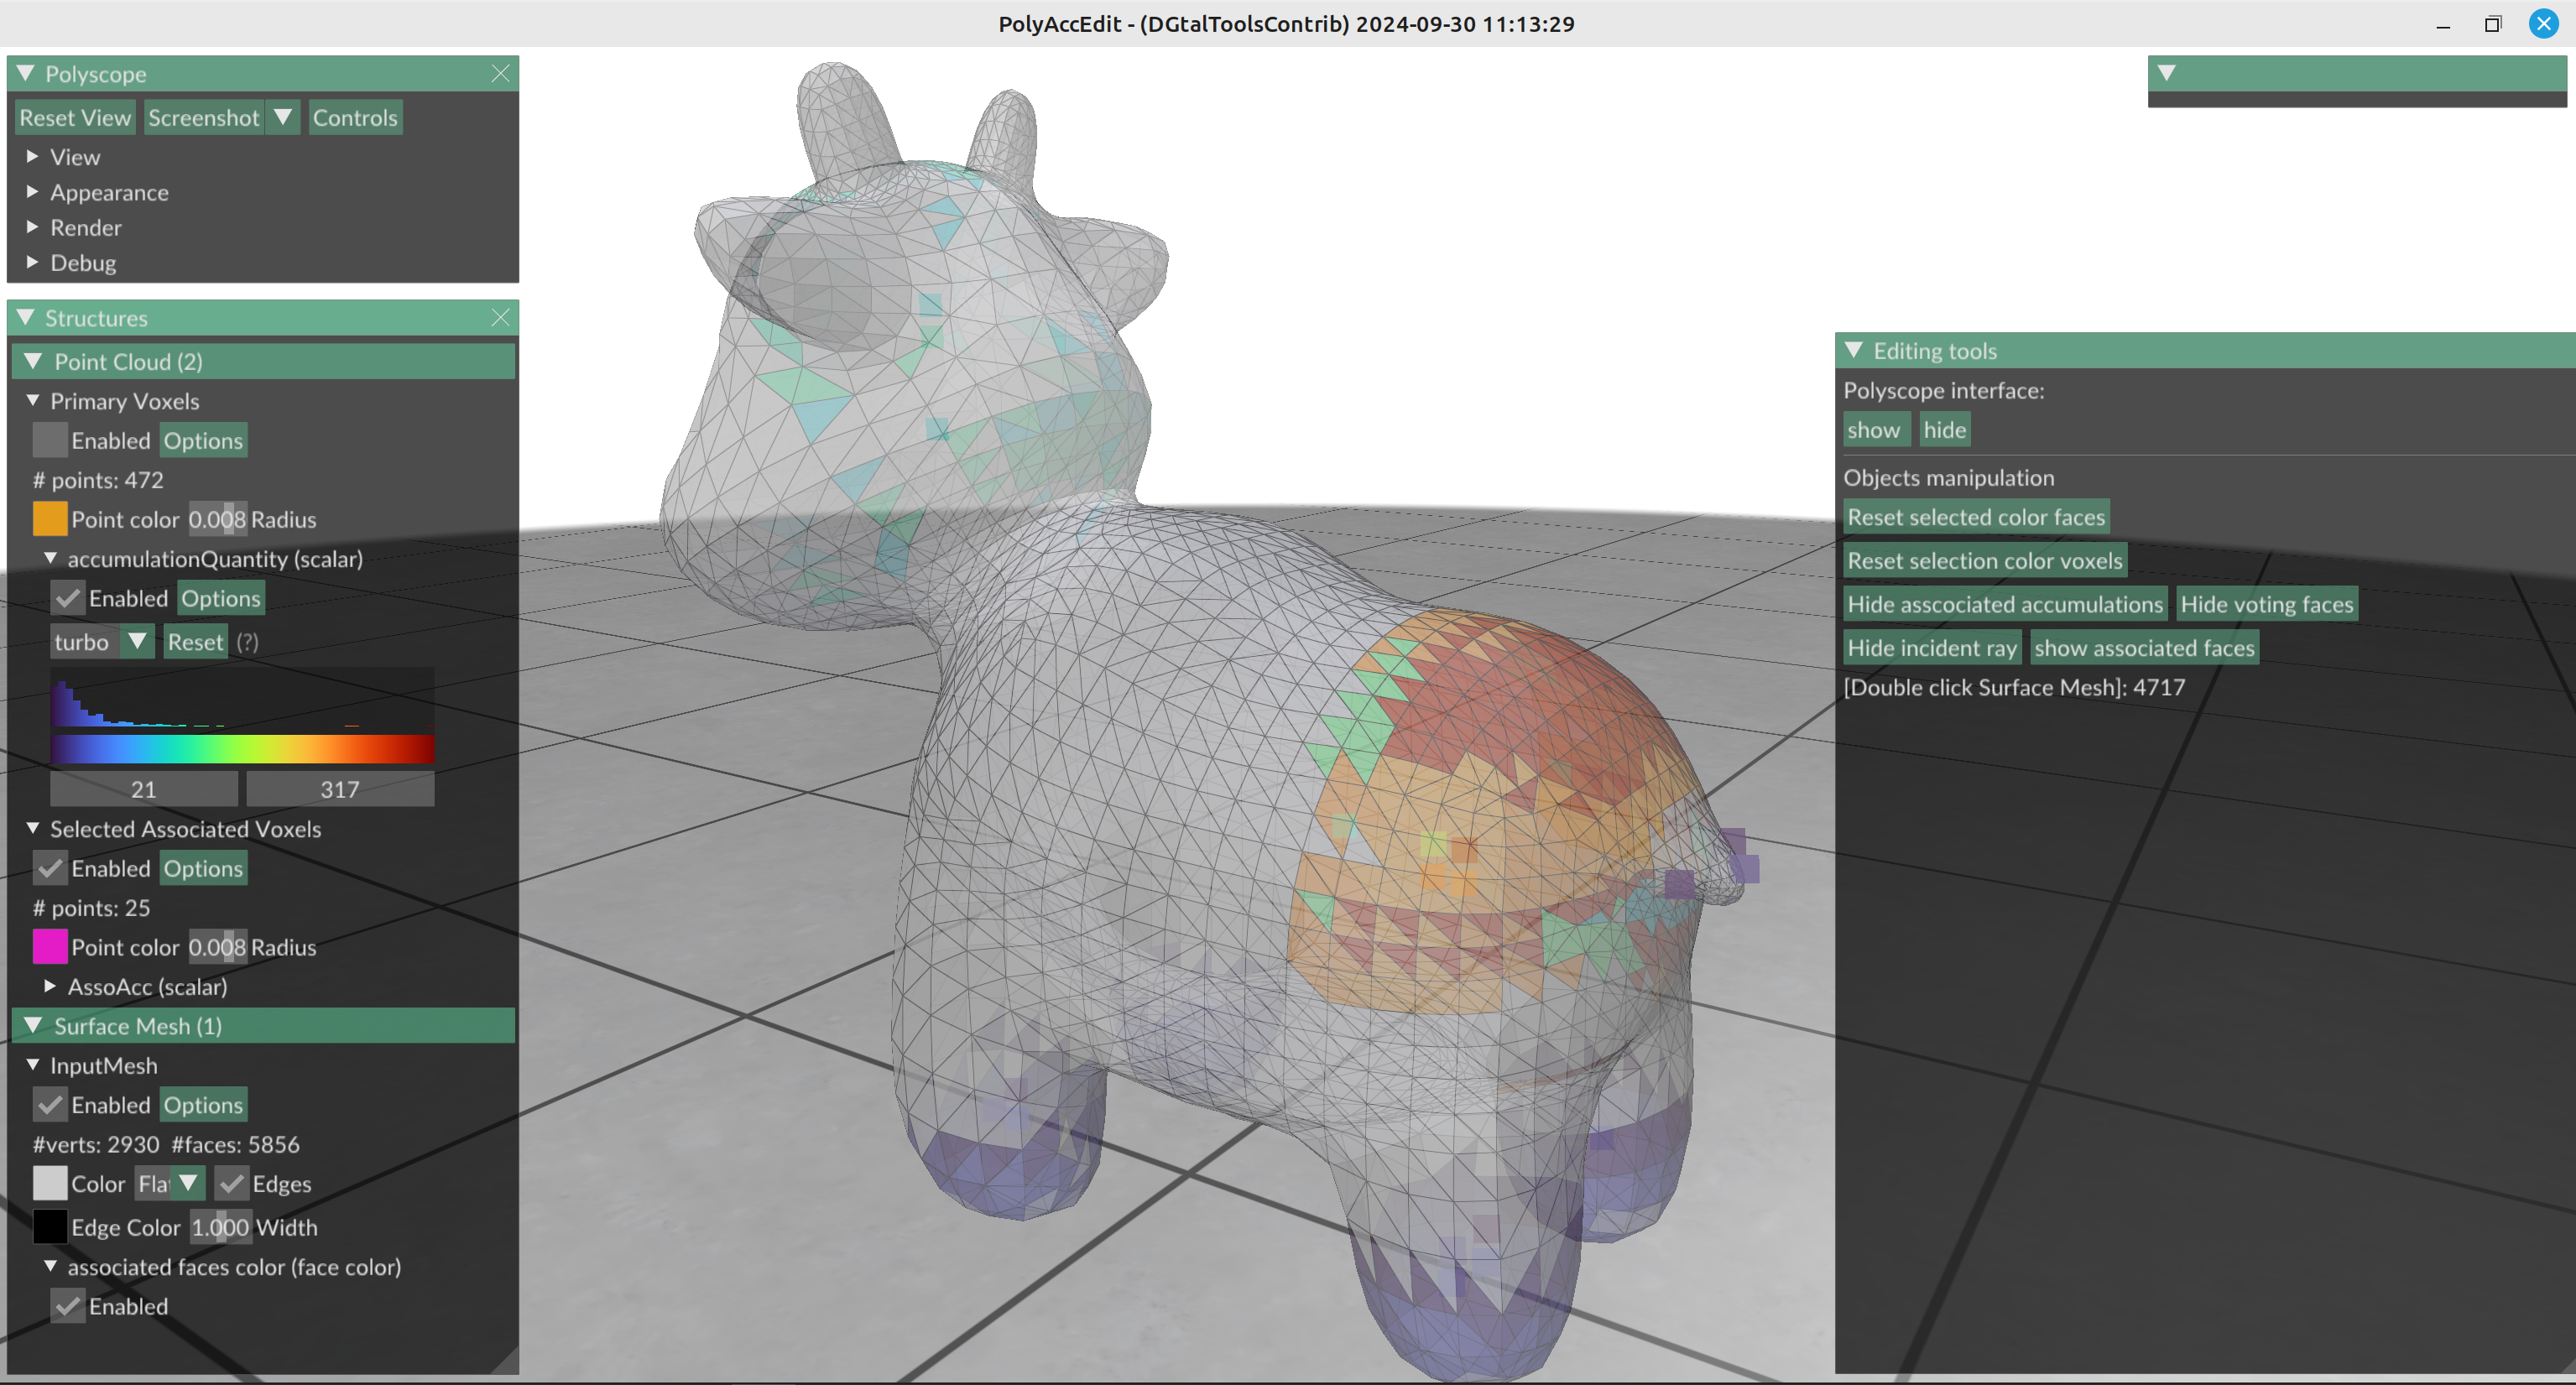 PolyAccEdit - (DGtalToolsContrib) 2024-09-30 11:13:29
Polyscope
Reset View Screenshot Controls
View
Appearance
Render
Debug
Structures
Point Cloud (2)
Primary Voxels
Enabled Options
# points: 472
Point color 0.008 Radius
accumulationQuantity (scalar)
Enabled Options
turbo Reset (?)
21 317
Selected Associated Voxels
Enabled Options
# points: 25
Point color 0.008 Radius
AssoAcc (scalar)
Surface Mesh (1)
InputMesh
Enabled Options
#verts: 2930 #faces: 5856
Color Fla Edges
Edge Color 1.000 Width
associated faces color (face color)
Enabled
Editing tools
Polyscope interface:
show hide
Objects manipulation
Reset selected color faces
Reset selection color voxels
Hide asscociated accumulations Hide voting faces
Hide incident ray show associated faces
[Double click Surface Mesh]: 4717